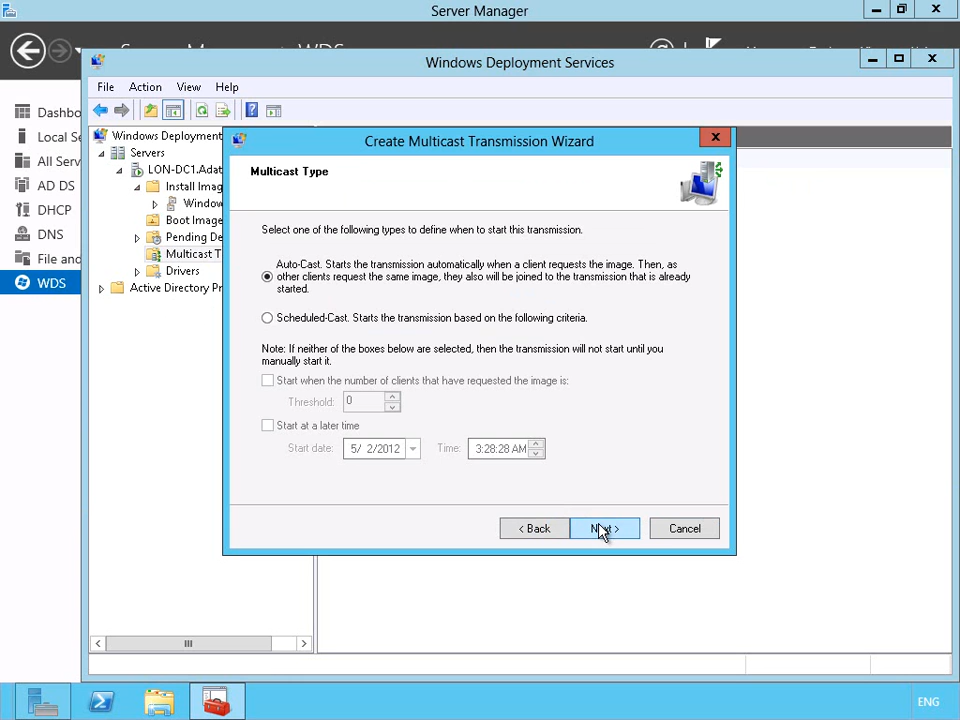 Server Manager
Windows Deployment Services
File Action View Help
Dashbo
Local Se
All Serv
AD DS
DHCP
DNS
File and
WDS
Windows Deployment
Servers
LON-DC1.Adat
Install Imag
Window
Boot Image
Pending De
Multicast T
Drivers
Active Directory Pr
Create Multicast Transmission Wizard
Multicast Type
Select one of the following types to define when to start this transmission.
Auto-Cast. Starts the transmission automatically when a client requests the image. Then, as
other clients request the same image, they also will be joined to the transmission that is already
started.
Scheduled-Cast. Starts the transmission based on the following criteria.
Note: If neither of the boxes below are selected, then the transmission will not start until you
manually start it.
Start when the number of clients that have requested the image is:
Threshold: 0
Start at a later time
Start date: 5/ 2/2012 Time: 3:28:28 AM
< Back Next > Cancel
ENG